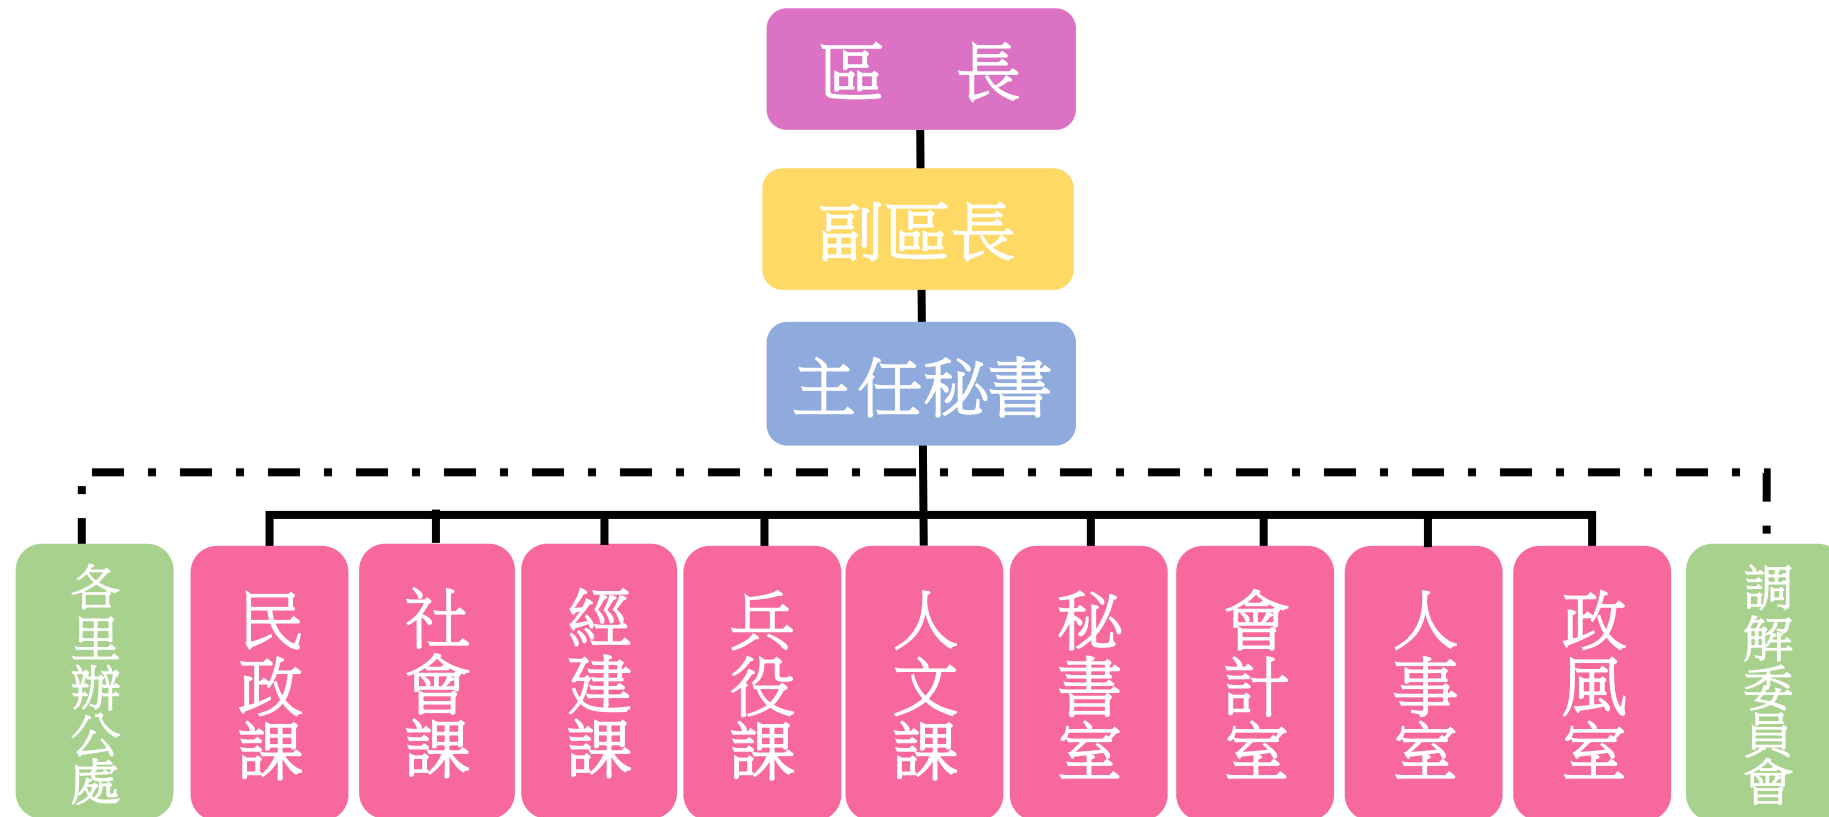 區　長
副區長
主任秘書
各里辦公處
民政課
社會課
經建課
兵役課
人文課
秘書室
會計室
人事室
政風室
調解委員會